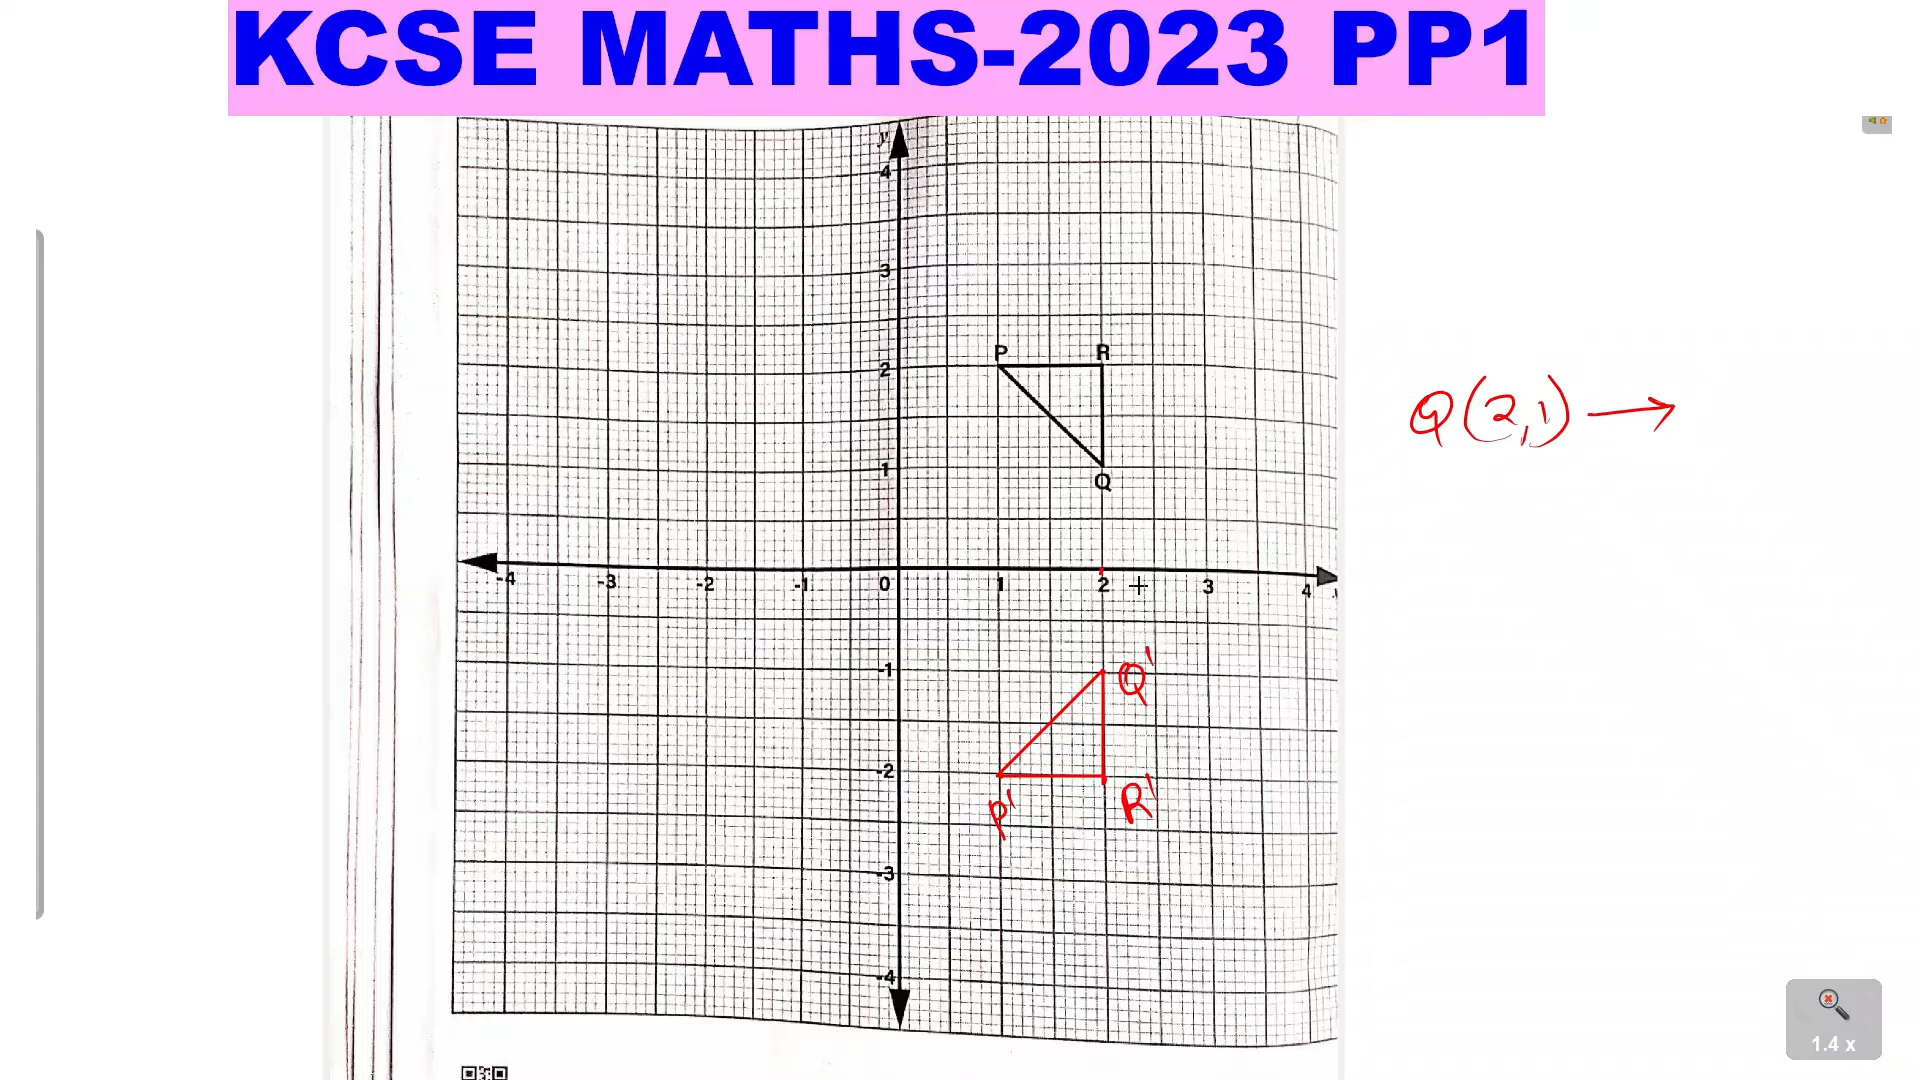 KCSE MATHS-2023 PP1
y
4
3
P R
2
Q(2,1) →
1
Q
-4 -3 -2 -1 0 1 2 3 4
-1 Q'
-2
P' R'
-3
-4
1.4 x